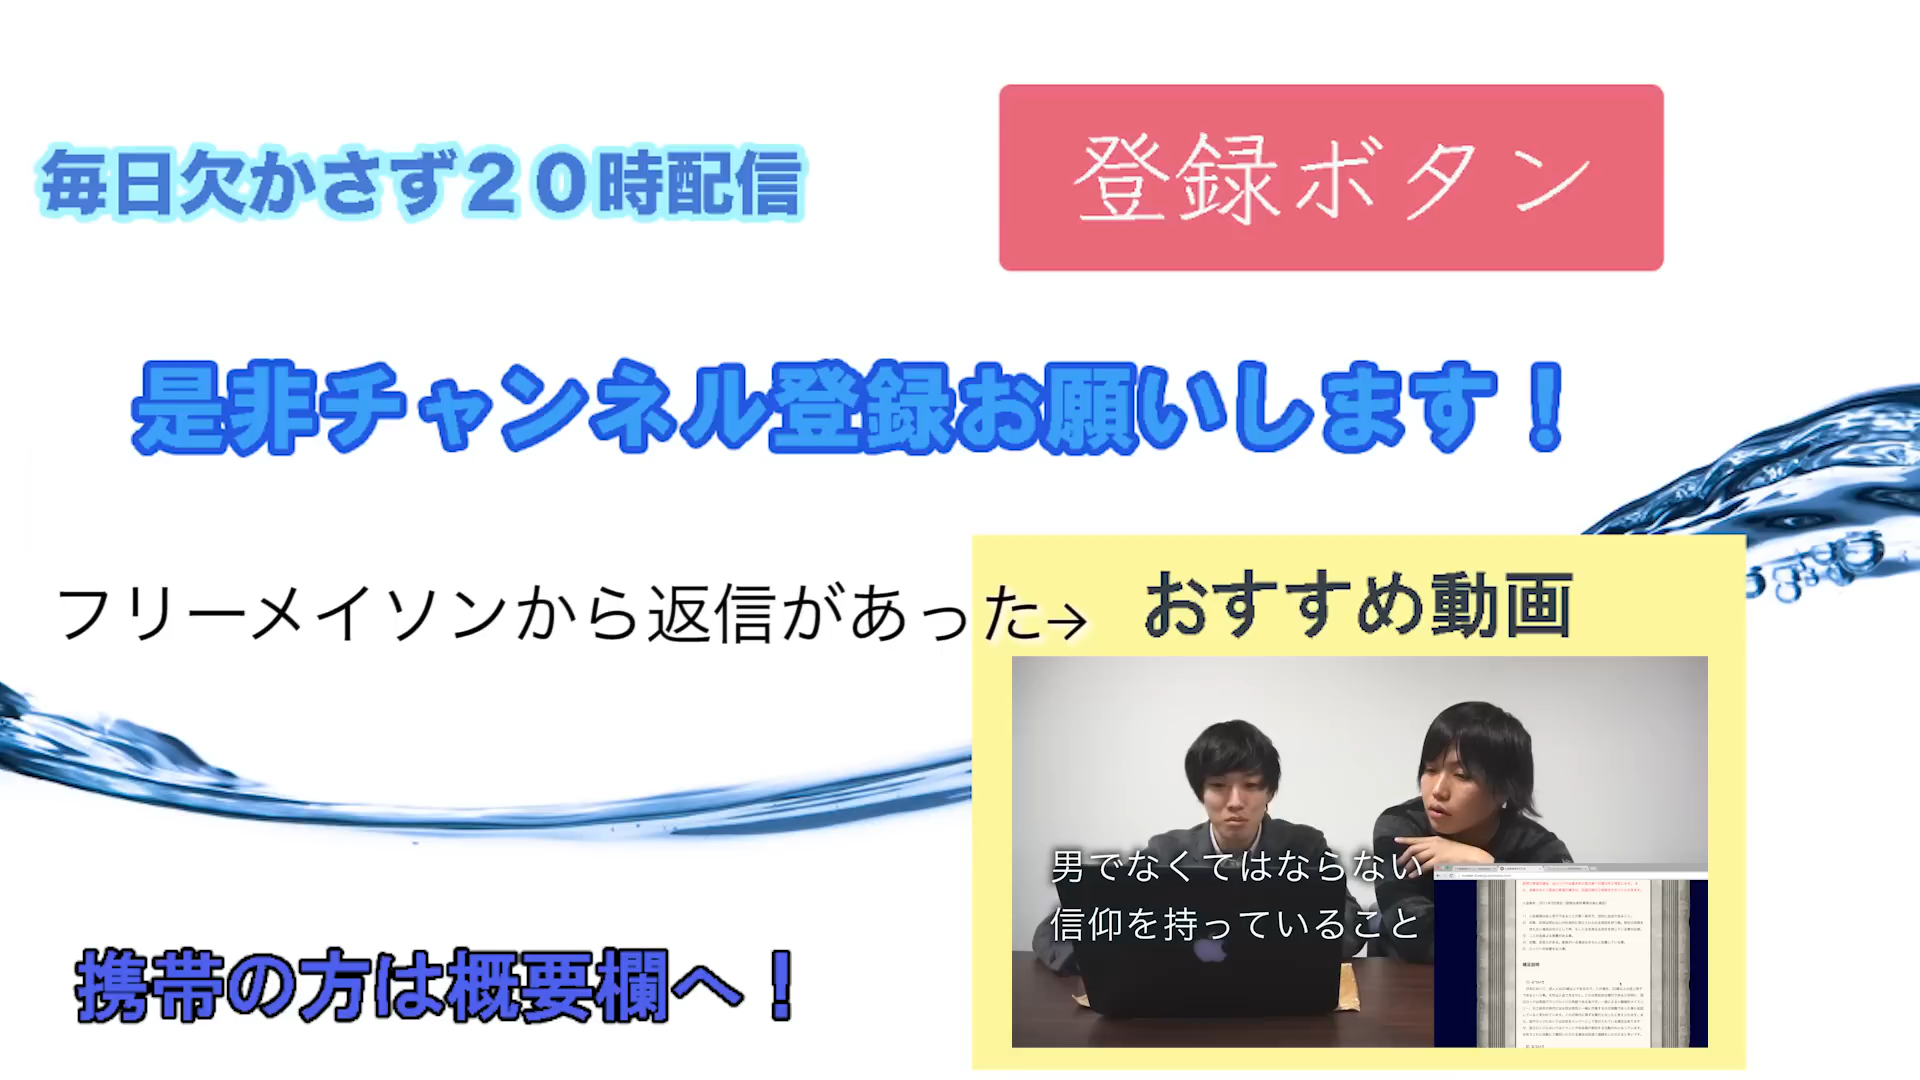 毎日欠かさず20時配信
登録ボタン
是非チャンネル登録お願いします！
フリーメイソンから返信があった→
おすすめ動画
男でなくてはならない
信仰を持っていること
携帯の方は概要欄へ！